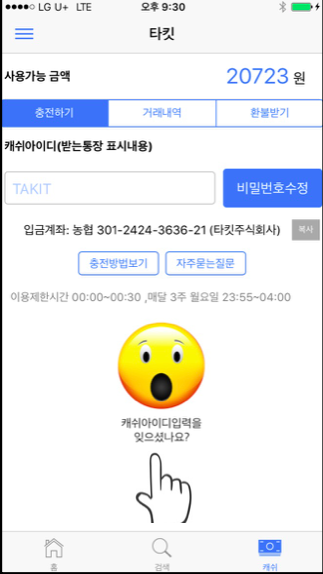 LG U+ LTE 오후 9:30
타킷
사용가능 금액 20723 원
충전하기 거래내역 환불받기
캐쉬아이디(받는통장 표시내용)
TAKIT 비밀번호수정
입금계좌: 농협 301-2424-3636-21 (타킷주식회사) 복사
충전방법보기 자주묻는질문
이용제한시간 00:00~00:30 ,매달 3주 월요일 23:55~04:00
캐쉬아이디입력을
잊으셨나요?
홈 검색 캐쉬